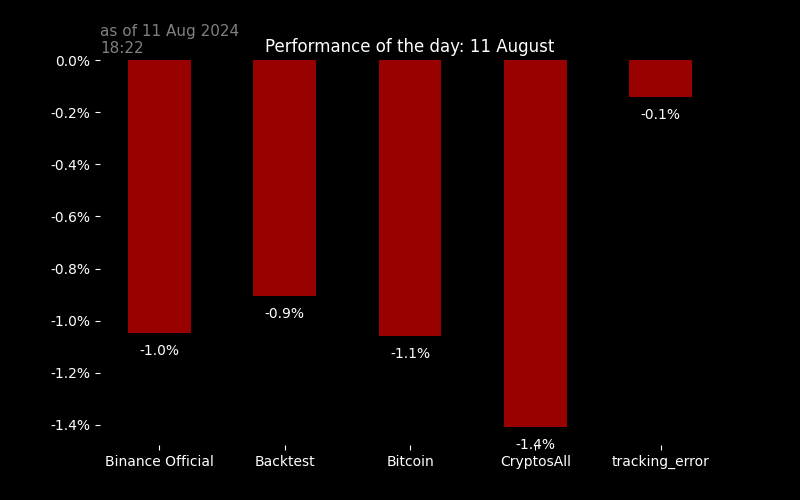 as of 11 Aug 2024
18:22
Performance of the day: 11 August
0.0%
-0.2%
-0.4%
-0.6%
-0.8%
-1.0%
-1.2%
-1.4%
-1.0%
-0.9%
-1.1%
-1.4%
-0.1%
Binance Official
Backtest
Bitcoin
CryptosAll
tracking_error